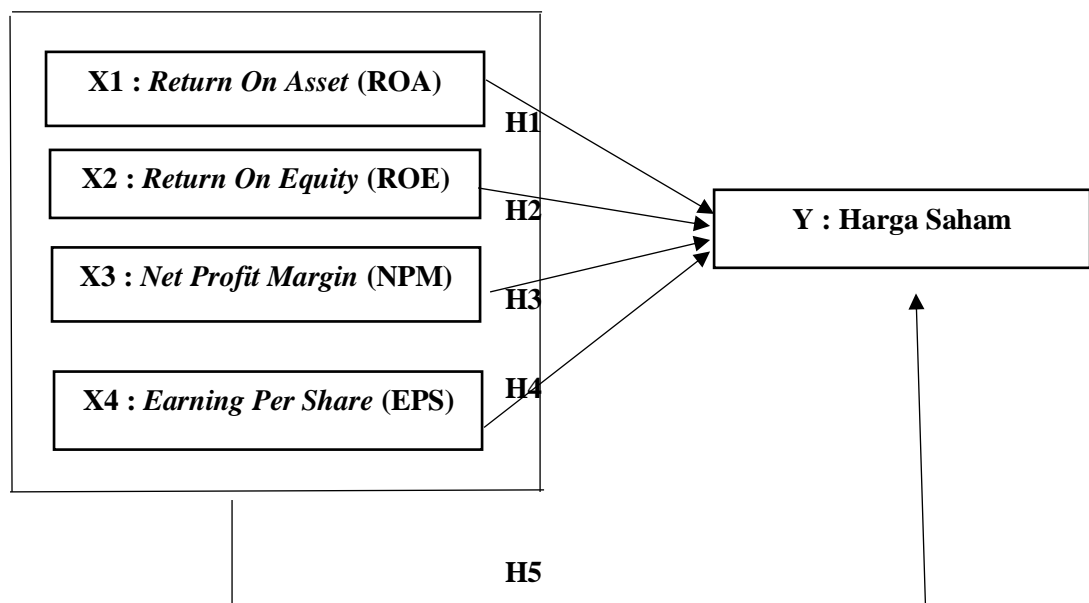 X1 : Return On Asset (ROA)
H1
X2 : Return On Equity (ROE)
H2
Y : Harga Saham
X3 : Net Profit Margin (NPM)
H3
X4 : Earning Per Share (EPS)
H4
H5